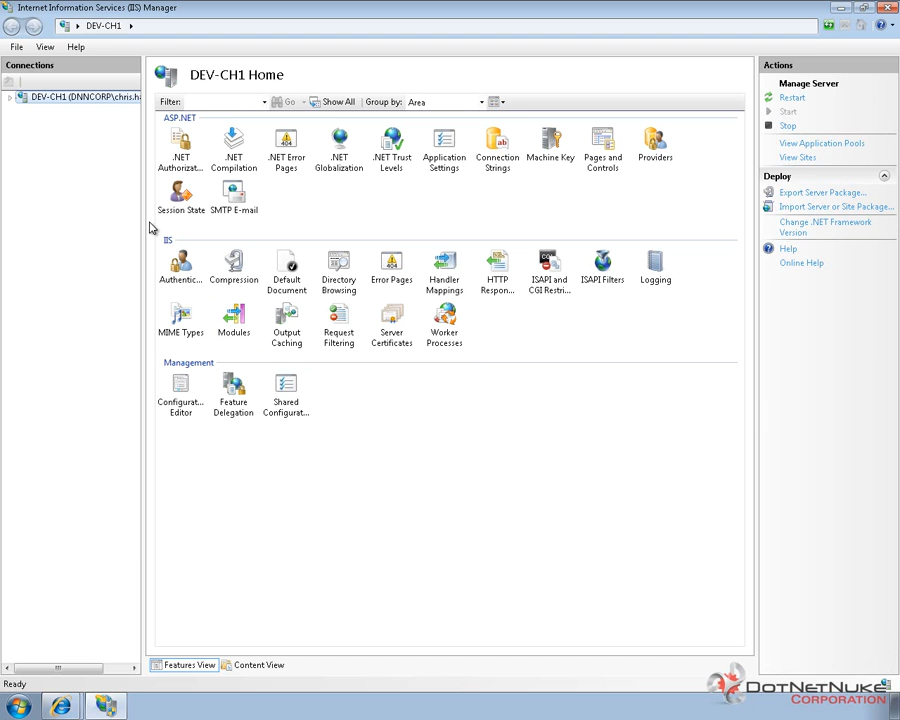 Internet Information Services (IIS) Manager
DEV-CH1
File View Help
Connections
DEV-CH1 (DNNCORP\chris.ha
DEV-CH1 Home
Filter: Go Show All Group by: Area
ASP.NET
.NET Authorizat...
.NET Compilation
.NET Error Pages
.NET Globalization
.NET Trust Levels
Application Settings
Connection Strings
Machine Key
Pages and Controls
Providers
Session State
SMTP E-mail
IIS
Authentic...
Compression
Default Document
Directory Browsing
Error Pages
Handler Mappings
HTTP Respon...
ISAPI and CGI Restri...
ISAPI Filters
Logging
MIME Types
Modules
Output Caching
Request Filtering
Server Certificates
Worker Processes
Management
Configurat... Editor
Feature Delegation
Shared Configurat...
Features View Content View
Actions
Manage Server
Restart
Start
Stop
View Application Pools
View Sites
Deploy
Export Server Package...
Import Server or Site Package...
Change .NET Framework
Version
Help
Online Help
Ready
DOTNETNUKE
CORPORATION